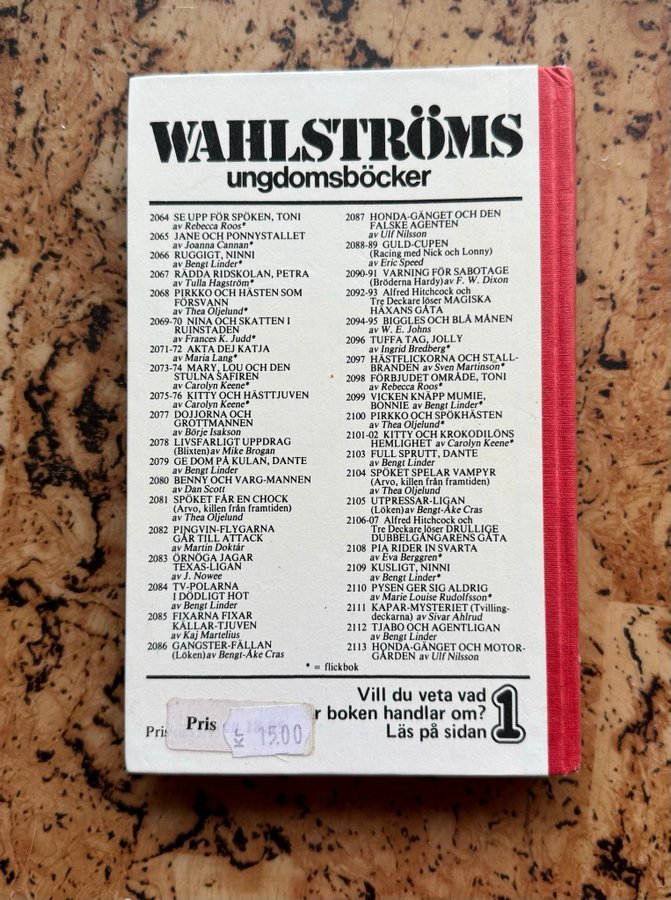 WAHLSTRÖMS
ungdomsböcker
2064 SE UPP FÖR SPÖKEN, TONI
av Rebecca Roos*
2065 JANE OCH PONNYSTALLET
av Joanna Cannan*
2066 RUGGIGT, NINNI
av Bengt Linder*
2067 RÄDDA RIDSKOLAN, PETRA
av Tulla Hagström*
2068 PIRKKO OCH HÄSTEN SOM
FÖRSVANN
av Thea Oljelund*
2069-70 NINA OCH SKATTEN I
RUINSTADEN
av Frances K. Judd*
2071-72 AKTA DEJ KATJA
av Maria Lang*
2073-74 MARY, LOU OCH DEN
STULNA SAFIREN
av Carolyn Keene*
2075-76 KITTY OCH HÄSTTJUVEN
av Carolyn Keene*
2077 DOJJORNA OCH
GROTTMANNEN
av Börje Isakson
2078 LIVSFARLIGT UPPDRAG
(Blixten) av Mike Brogan
2079 GE DOM PÅ KULAN, DANTE
av Bengt Linder
2080 BENNY OCH VARG-MANNEN
av Dan Scott
2081 SPÖKET FÅR EN CHOCK
(Arvo, killen från framtiden)
av Thea Oljelund
2082 PINGVIN-FLYGARNA
GÅR TILL ATTACK
av Martin Doktár
2083 ÖRNÖGA JAGAR
TEXAS-LIGAN
av J. Nowee
2084 TV-POLARNA
I DÖDLIGT HOT
av Bengt Linder
2085 FIXARNA FIXAR
KÄLLAR-TJUVEN
av Kaj Martelius
2086 GANGSTER-FÄLLAN
(Löken) av Bengt-Åke Cras
2087 HONDA-GÄNGET OCH DEN
FALSKE AGENTEN
av Ulf Nilsson
2088-89 GULD-CUPEN
(Racing med Nick och Lonny)
av Eric Speed
2090-91 VARNING FÖR SABOTAGE
(Bröderna Hardy) av F. W. Dixon
2092-93 Alfred Hitchcock och
Tre Deckare löser MAGISKA
HÄXANS GÅTA
2094-95 BIGGLES OCH BLÅ MÅNEN
av W. E. Johns
2096 TUFFA TAG, JOLLY
av Ingrid Bredberg*
2097 HÄSTFLICKORNA OCH STALL-
BRANDEN av Sven Martinson*
2098 FÖRBJUDET OMRÅDE, TONI
av Rebecca Roos*
2099 VICKEN KNÄPP MUMIE,
BONNIE av Bengt Linder*
2100 PIRKKO OCH SPÖKHÄSTEN
av Thea Oljelund*
2101-02 KITTY OCH KROKODILÖNS
HEMLIGHET av Carolyn Keene*
2103 FULL SPRUTT, DANTE
av Bengt Linder
2104 SPÖKET SPELAR VAMPYR
(Arvo, killen från framtiden)
av Thea Oljelund
2105 UTPRESSAR-LIGAN
(Löken) av Bengt-Åke Cras
2106-07 Alfred Hitchcock och
Tre Deckare löser DRULLIGE
DUBBELGÅNGARENS GÅTA
2108 PIA RIDER IN SVARTA
av Eva Berggren*
2109 KUSLIGT, NINNI
av Bengt Linder*
2110 PYSEN GER SIG ALDRIG
av Marie Louise Rudolfsson*
2111 KAPAR-MYSTERIET (Tvilling-
deckarna) av Sivar Ahlrud
2112 TJABO OCH AGENTLIGAN
av Bengt Linder
2113 HONDA-GÄNGET OCH MOTOR-
GÅRDEN av Ulf Nilsson
* = flickbok
Vill du veta vad
r boken handlar om?
Läs på sidan 1
Pris
Pris
Kr 15.00